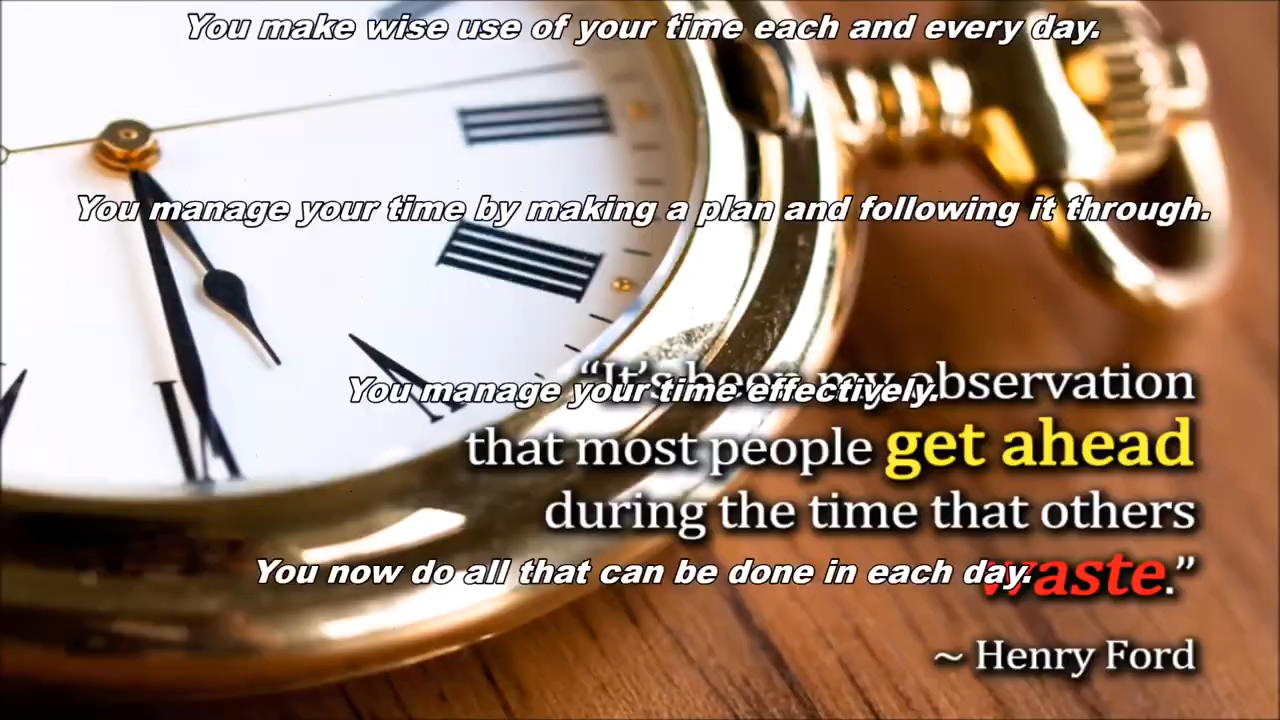 You make wise use of your time each and every day.
You manage your time by making a plan and following it through.
“It’s been my observation
You manage your time effectively.
that most people get ahead
during the time that others
You now do all that can be done in each day.
waste.”
~ Henry Ford